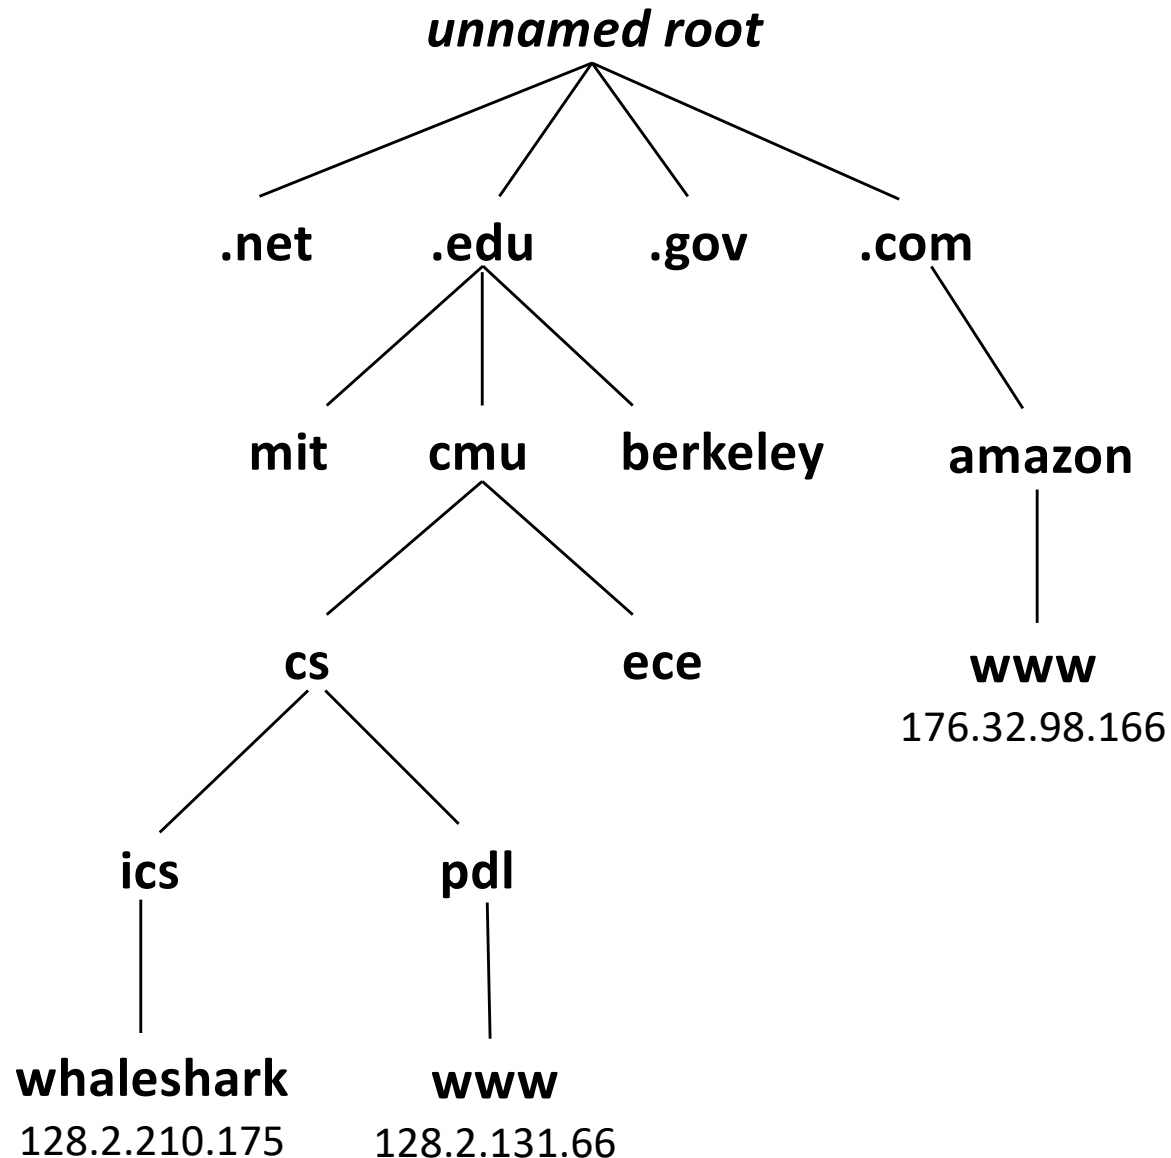 unnamed root
.net .edu .gov .com
mit cmu berkeley amazon
cs ece www
176.32.98.166
ics pdl
whaleshark www
128.2.210.175 128.2.131.66